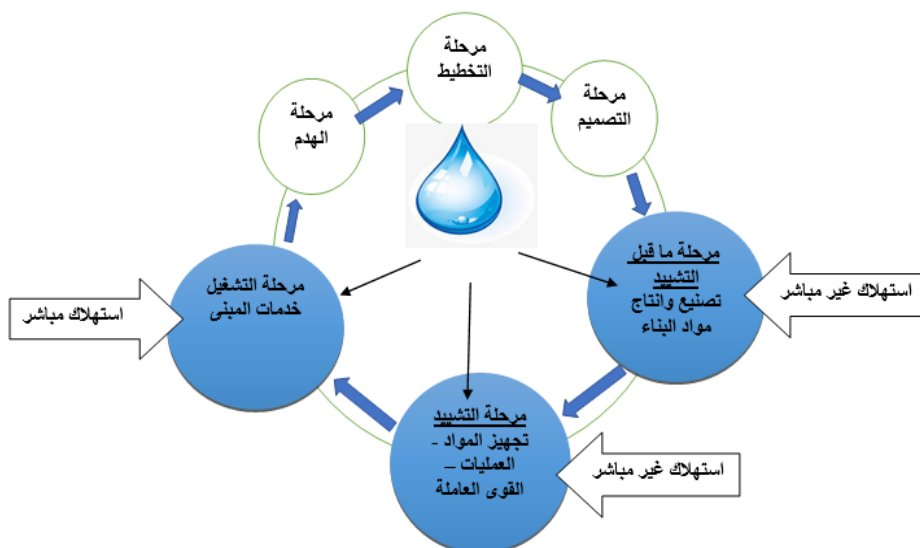 مرحلة
التخطيط
مرحلة
التصميم
مرحلة ما قبل
التشييد
تصنيع وانتاج
مواد البناء
استهلاك غير مباشر
مرحلة التشييد
تجهيز المواد -
العمليات –
القوى العاملة
استهلاك غير مباشر
مرحلة التشغيل
خدمات المبنى
استهلاك مباشر
مرحلة
الهدم